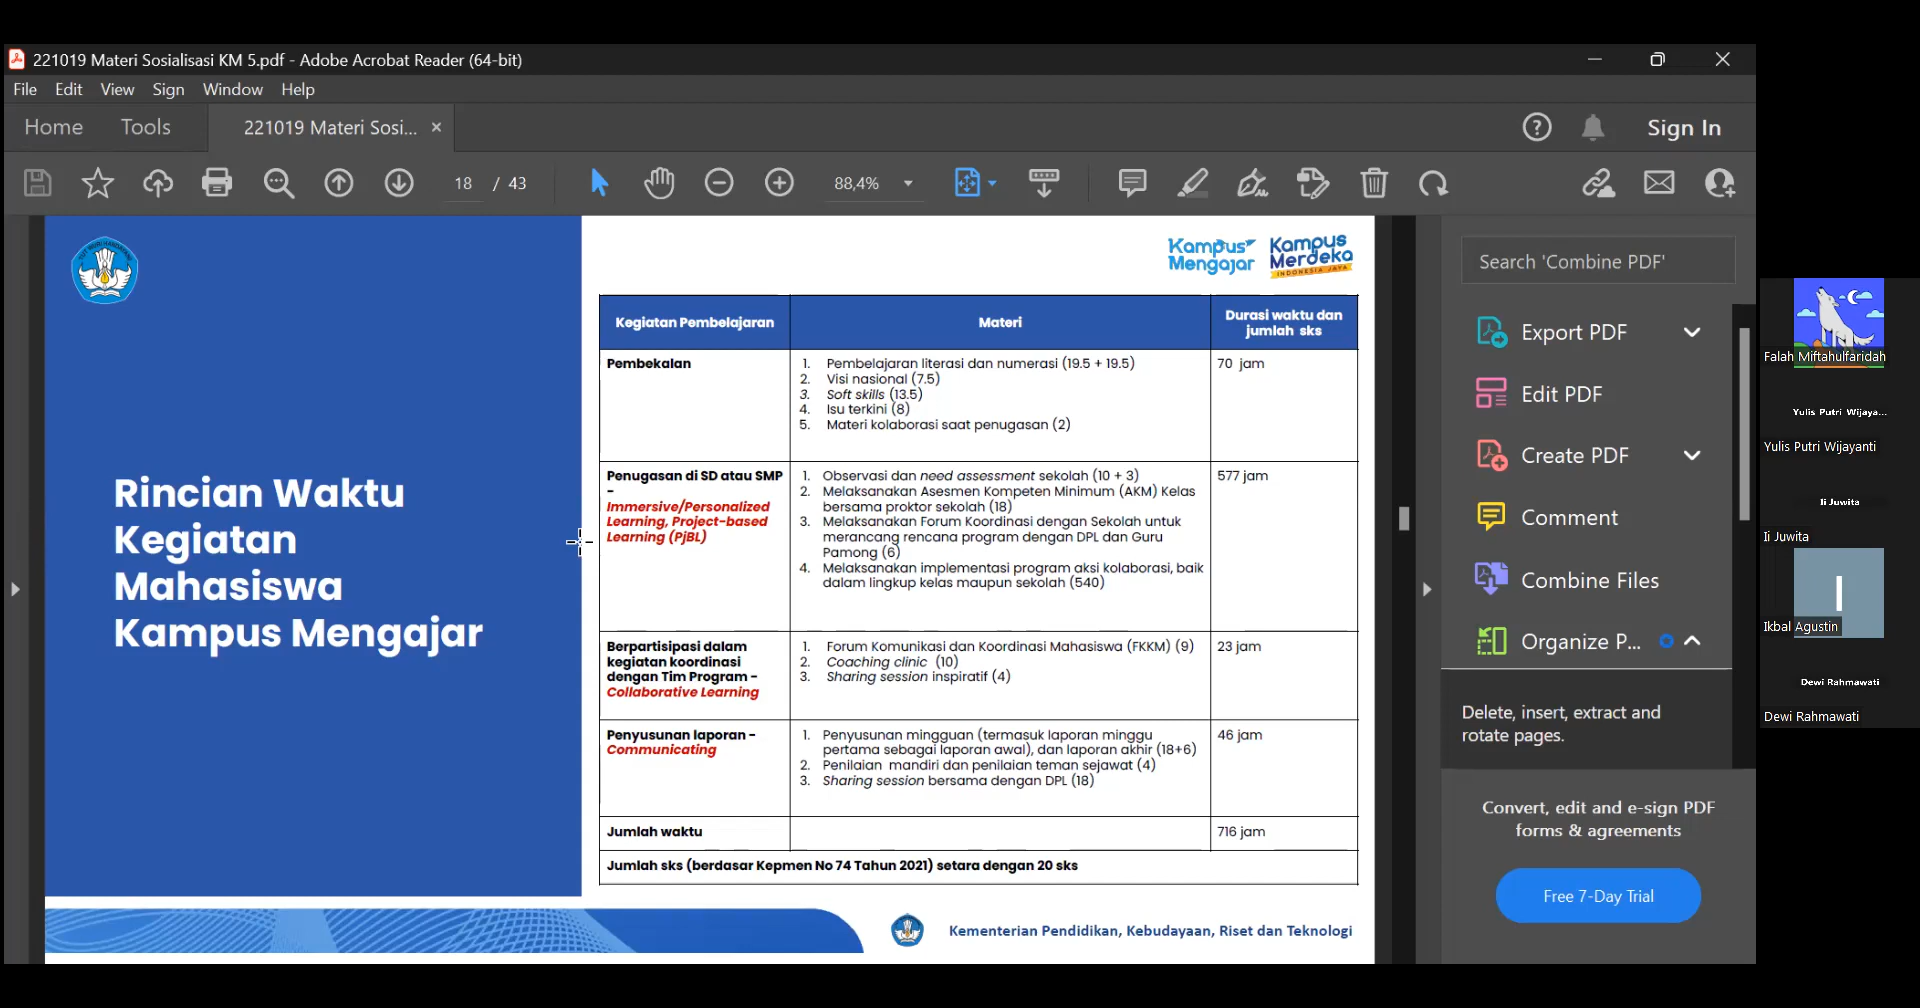 221019 Materi Sosialisasi KM 5.pdf - Adobe Acrobat Reader (64-bit)
File Edit View Sign Window Help
Home Tools 221019 Materi Sosi... × Sign In
18 / 43 88,4%
Kampus Mengajar
Kampus Merdeka
INDONESIA JAYA
Rincian Waktu
Kegiatan
Mahasiswa
Kampus Mengajar
Kegiatan Pembelajaran
Materi
Durasi waktu dan
jumlah sks
Pembekalan
1. Pembelajaran literasi dan numerasi (19.5 + 19.5)
2. Visi nasional (7.5)
3. Soft skills (13.5)
4. Isu terkini (8)
5. Materi kolaborasi saat penugasan (2)
70 jam
Penugasan di SD atau SMP
-
Immersive/Personalized
Learning, Project-based
Learning (PjBL)
1. Observasi dan need assessment sekolah (10 + 3)
2. Melaksanakan Asesmen Kompeten Minimum (AKM) Kelas
bersama proktor sekolah (18)
3. Melaksanakan Forum Koordinasi dengan Sekolah untuk
merancang rencana program dengan DPL dan Guru
Pamong (6)
4. Melaksanakan implementasi program aksi kolaborasi, baik
dalam lingkup kelas maupun sekolah (540)
577 jam
Berpartisipasi dalam
kegiatan koordinasi
dengan Tim Program -
Collaborative Learning
1. Forum Komunikasi dan Koordinasi Mahasiswa (FKKM) (9)
2. Coaching clinic (10)
3. Sharing session inspiratif (4)
23 jam
Penyusunan laporan -
Communicating
1. Penyusunan mingguan (termasuk laporan minggu
pertama sebagai laporan awal), dan laporan akhir (18+6)
2. Penilaian mandiri dan penilaian teman sejawat (4)
3. Sharing session bersama dengan DPL (18)
46 jam
Jumlah waktu
716 jam
Jumlah sks (berdasar Kepmen No 74 Tahun 2021) setara dengan 20 sks
Kementerian Pendidikan, Kebudayaan, Riset dan Teknologi
Search 'Combine PDF'
Export PDF
Edit PDF
Create PDF
Comment
Combine Files
Organize P...
Delete, insert, extract and
rotate pages.
Convert, edit and e-sign PDF
forms & agreements
Free 7-Day Trial
Falah Miftahulfaridah
Yulis Putri Wijaya...
Yulis Putri Wijayanti
Ii Juwita
Ii Juwita
I
Ikbal Agustin
Dewi Rahmawati
Dewi Rahmawati